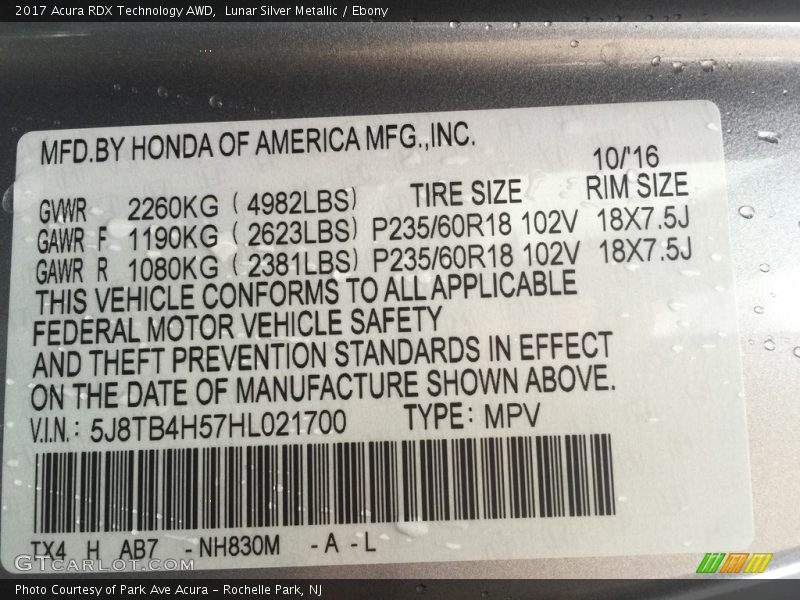 2017 Acura RDX Technology AWD,  Lunar Silver Metallic / Ebony
MFD.BY HONDA OF AMERICA MFG.,INC.
10/'16
GVWR 2260KG ( 4982LBS) TIRE SIZE RIM SIZE
GAWR F 1190KG ( 2623LBS) P235/60R18 102V 18X7.5J
GAWR R 1080KG ( 2381LBS) P235/60R18 102V 18X7.5J
THIS VEHICLE CONFORMS TO ALL APPLICABLE
FEDERAL MOTOR VEHICLE SAFETY
AND THEFT PREVENTION STANDARDS IN EFFECT
ON THE DATE OF MANUFACTURE SHOWN ABOVE.
V.I.N.: 5J8TB4H57HL021700 TYPE: MPV
TX4 H AB7 -NH830M -A-L
GTCARLOT.COM
Photo Courtesy of Park Ave Acura - Rochelle Park, NJ